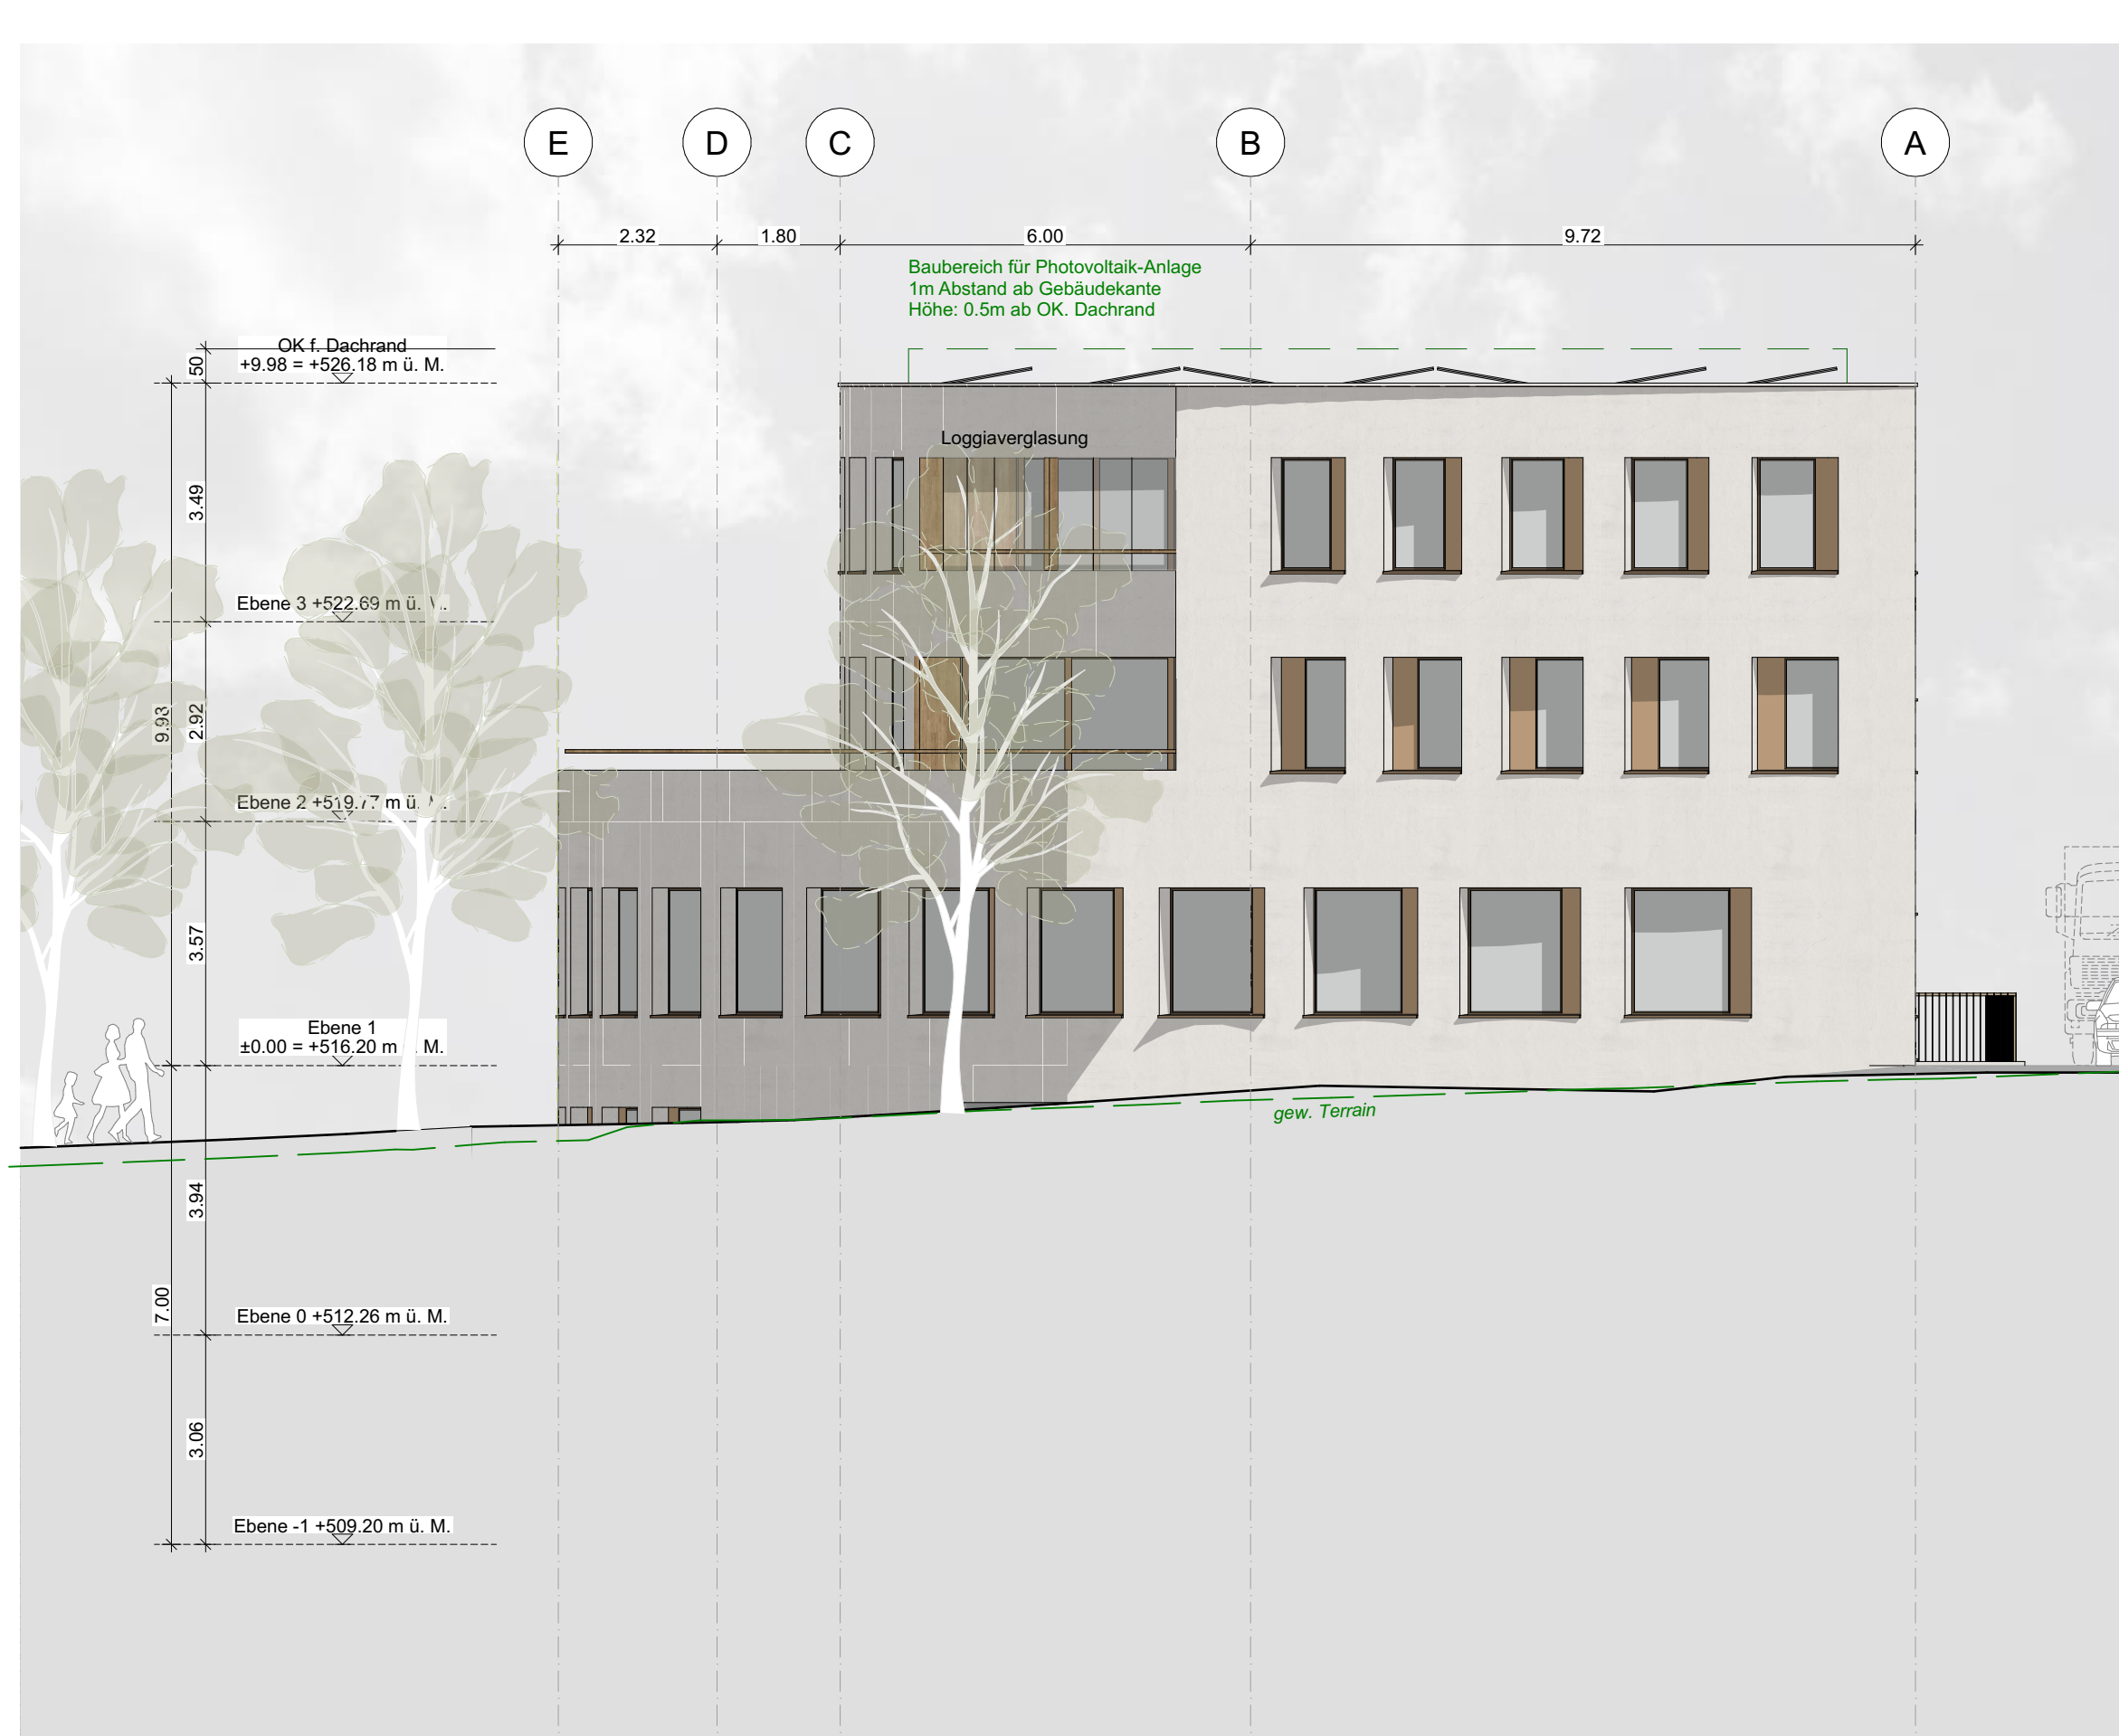 E
D
C
B
A
2.32
1.80
6.00
9.72
Baubereich für Photovoltaik-Anlage
1m Abstand ab Gebäudekante
Höhe: 0.5m ab OK. Dachrand
OK f. Dachrand
+9.98 = +526.18 m ü. M.
50
Loggiaverglasung
3.49
Ebene 3 +522.69 m ü. M.
9.93
2.92
Ebene 2 +519.77 m ü. M.
3.57
Ebene 1
±0.00 = +516.20 m ü. M.
gew. Terrain
3.94
7.00
Ebene 0 +512.26 m ü. M.
3.06
Ebene -1 +509.20 m ü. M.